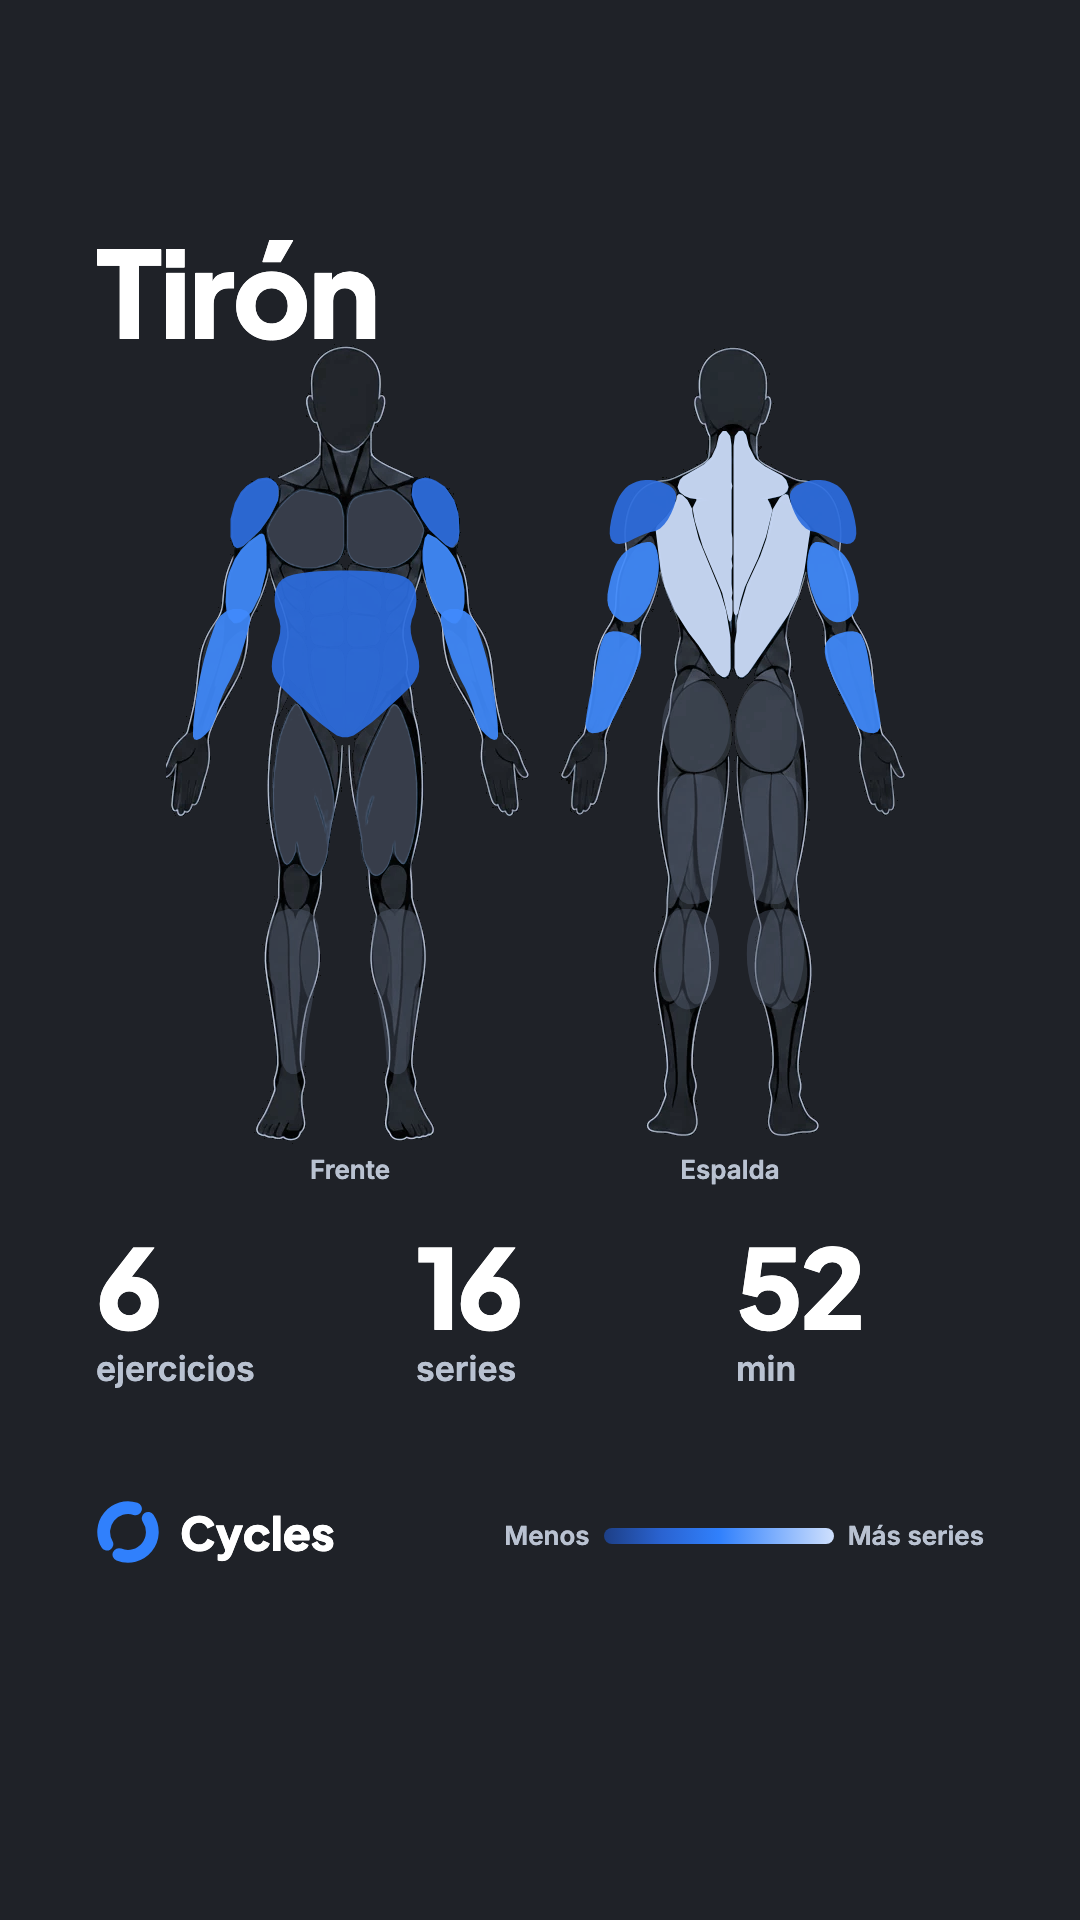 Tirón
Frente
Espalda
6
16
52
ejercicios
series
min
Cycles
Menos
Más series